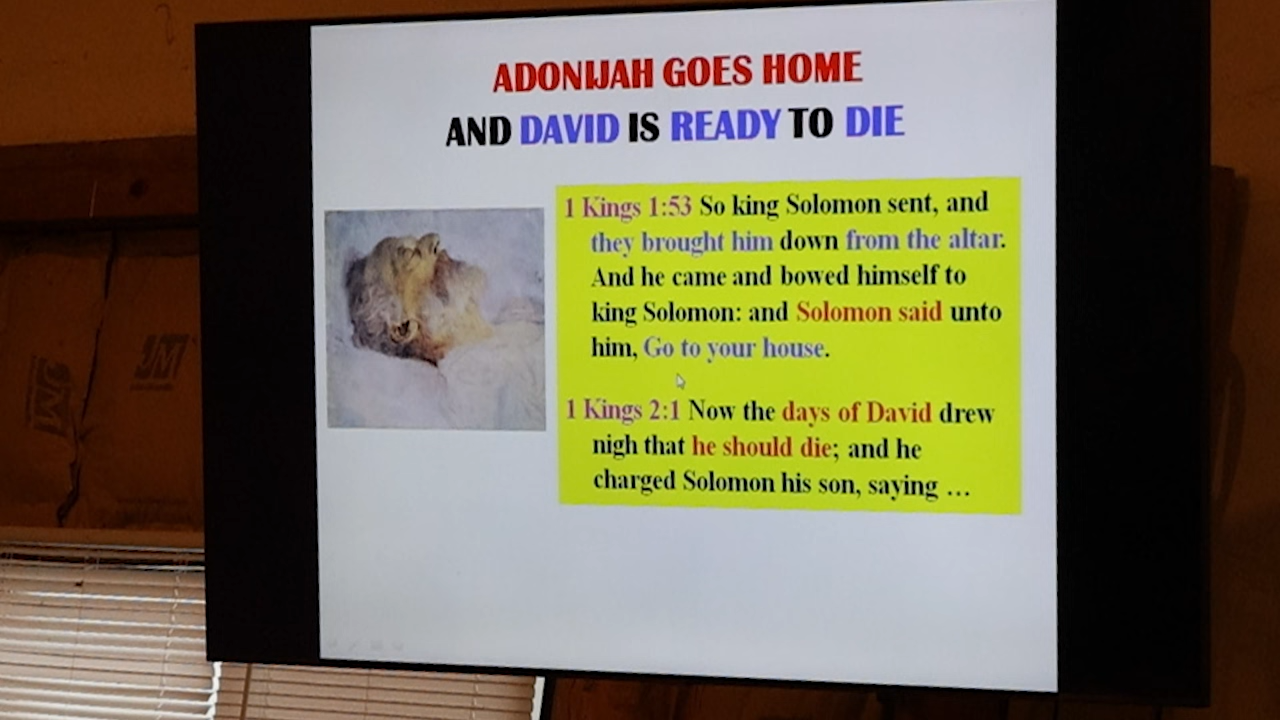 ADONIJAH GOES HOME
AND DAVID IS READY TO DIE
1 Kings 1:53 So king Solomon sent, and
they brought him down from the altar.
And he came and bowed himself to
king Solomon: and Solomon said unto
him, Go to your house.
1 Kings 2:1 Now the days of David drew
nigh that he should die; and he
charged Solomon his son, saying ...
JM
JM